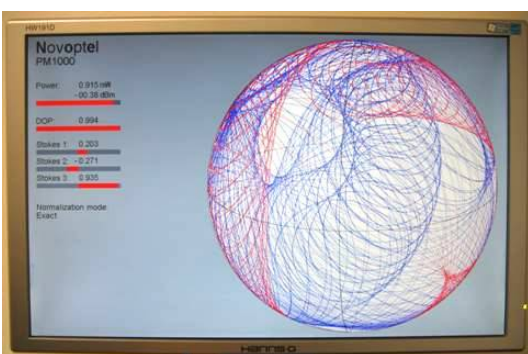 HW191D
Novoptel
PM1000
Power: 0.915 mW
-00.38 dBm
DOP: 0.994
Stokes 1 0.203
Stokes 2 -0.271
Stokes 3 0.935
Normalization mode:
Exact
HANNS-G